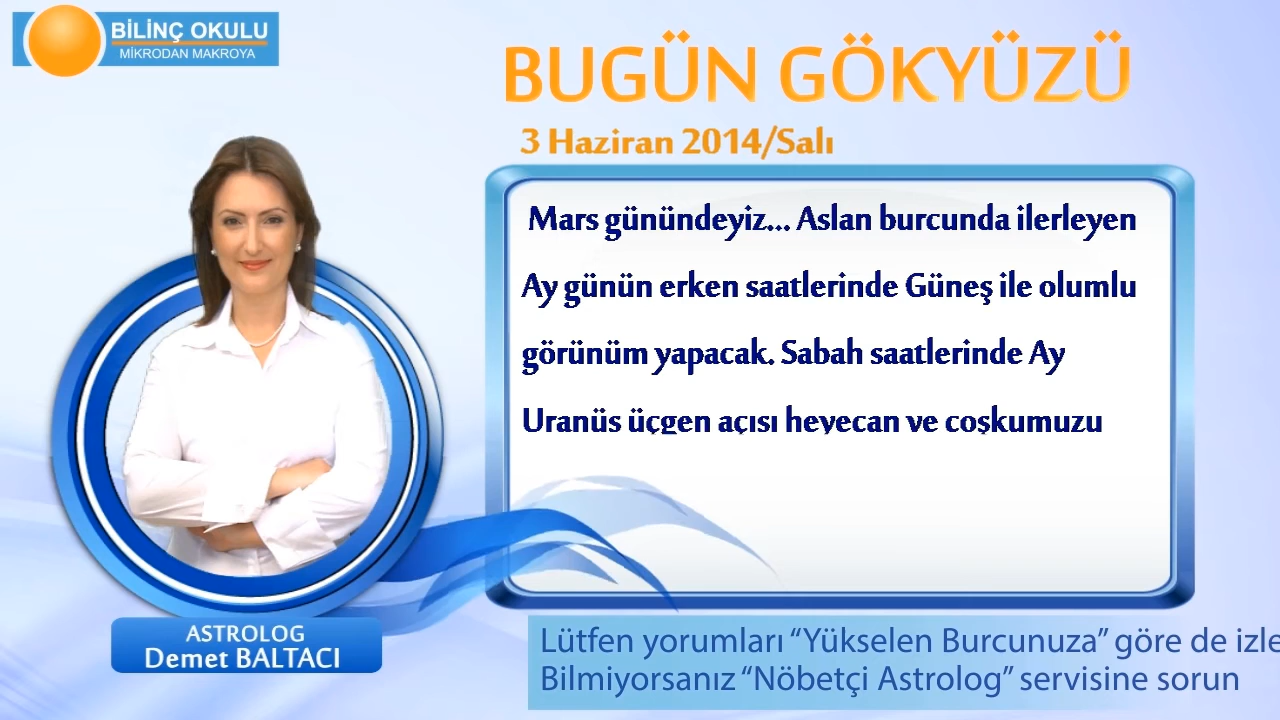 BİLİNÇ OKULU
MİKRODAN MAKROYA
BUGÜN GÖKYÜZÜ
3 Haziran 2014/Salı
Mars günündeyiz... Aslan burcunda ilerleyen
Ay günün erken saatlerinde Güneş ile olumlu
görünüm yapacak. Sabah saatlerinde Ay
Uranüs üçgen açısı heyecan ve coşkumuzu
ASTROLOG
Demet BALTACI
Lütfen yorumları “Yükselen Burcunuza” göre de izle
Bilmiyorsanız “Nöbetçi Astrolog” servisine sorun